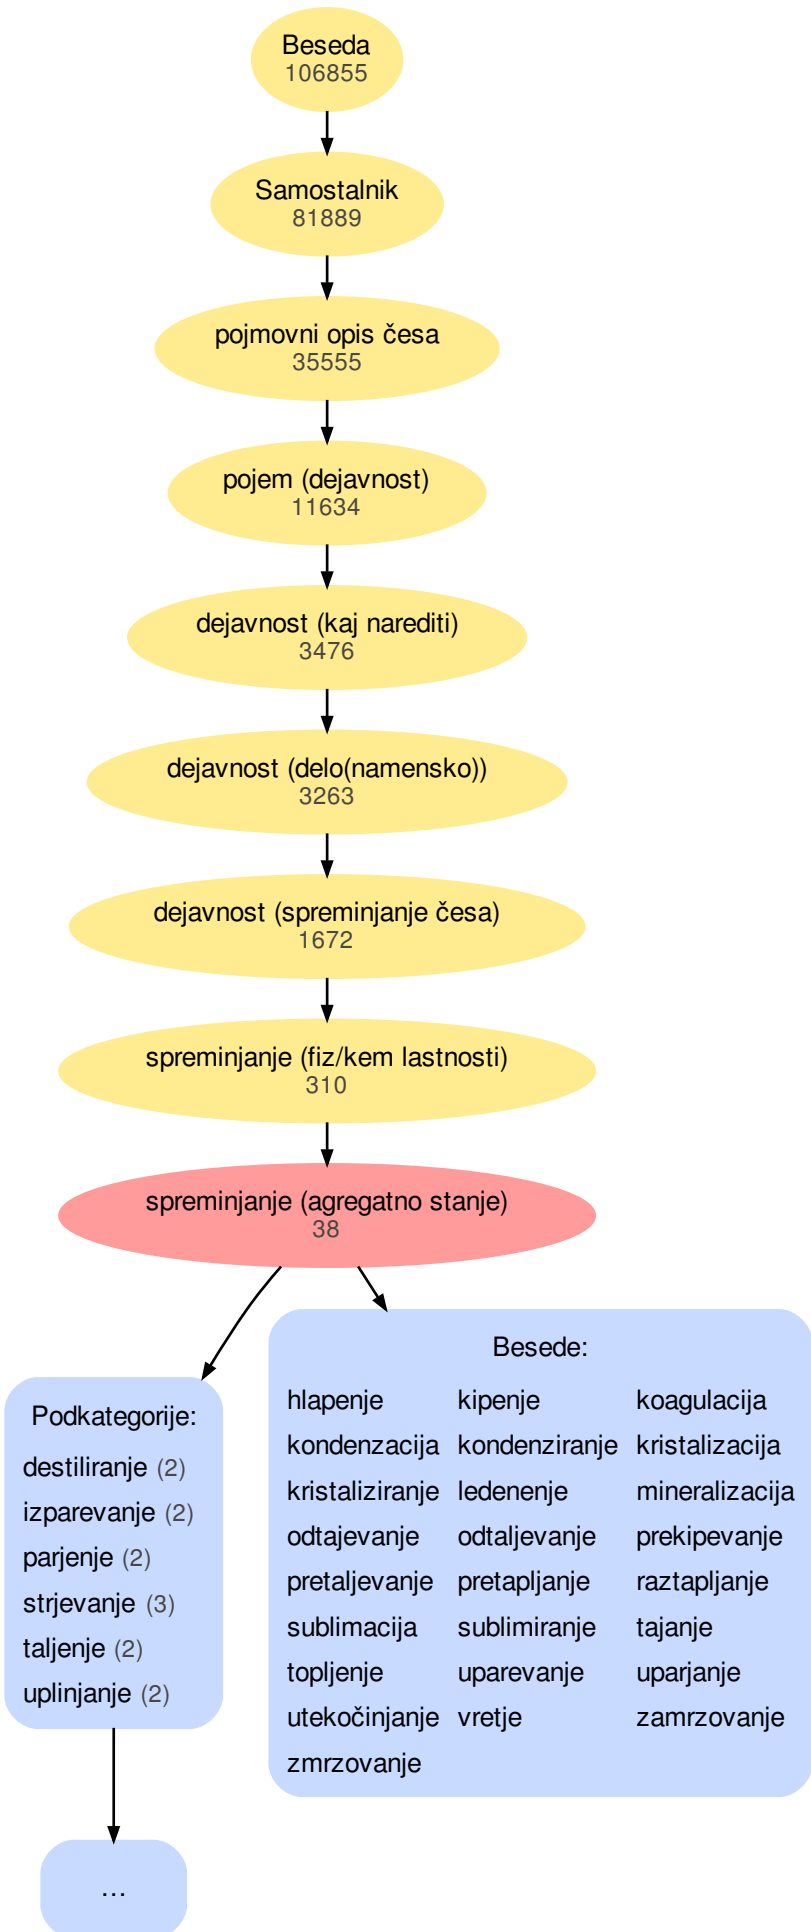 Beseda
106855
Samostalnik
81889
pojmovni opis česa
35555
pojem (dejavnost)
11634
dejavnost (kaj narediti)
3476
dejavnost (delo(namensko))
3263
dejavnost (spreminjanje česa)
1672
spreminjanje (fiz/kem lastnosti)
310
spreminjanje (agregatno stanje)
38
Podkategorije:
destiliranje (2)
izparevanje (2)
parjenje (2)
strjevanje (3)
taljenje (2)
uplinjanje (2)
...
Besede:
hlapenje kipenje koagulacija
kondenzacija kondenziranje kristalizacija
kristaliziranje ledenenje mineralizacija
odtajevanje odtaljevanje prekipevanje
pretaljevanje pretapljanje raztapljanje
sublimacija sublimiranje tajanje
topljenje uparevanje uparjanje
utekočinjanje vretje zamrzovanje
zmrzovanje